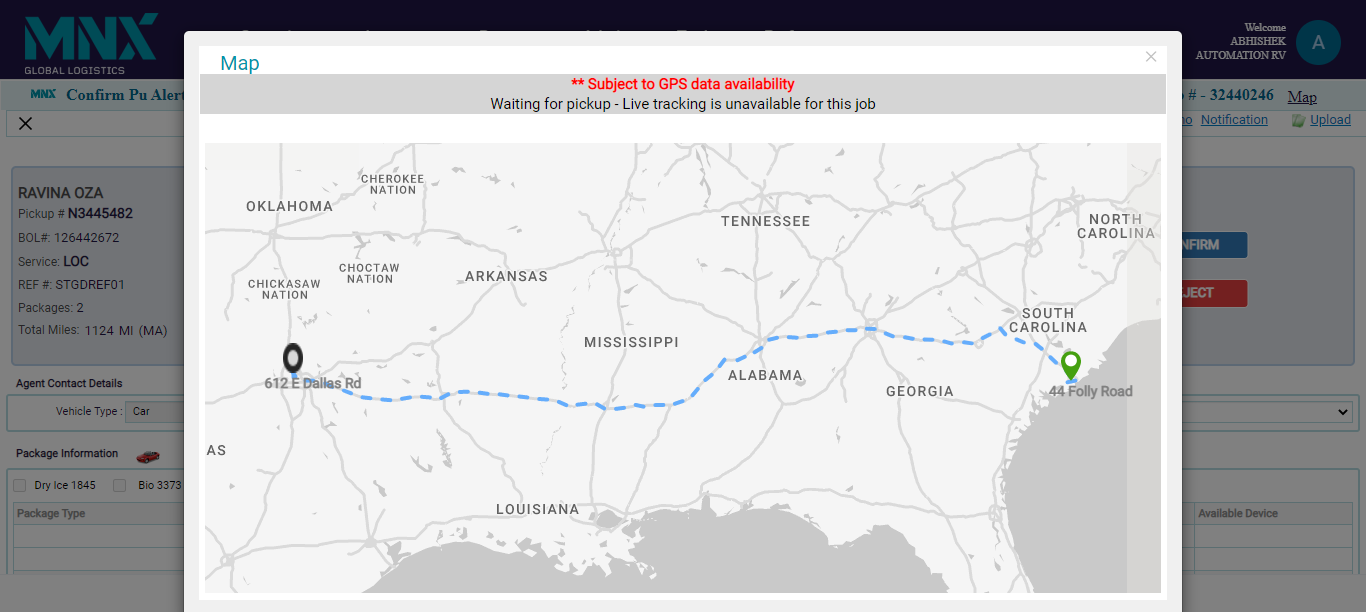 MNX
GLOBAL LOGISTICS
Welcome
ABHISHEK
AUTOMATION RV
A
MNX Confirm Pu Alert
# - 32440246 Map
Notification Upload
Map
** Subject to GPS data availability
Waiting for pickup - Live tracking is unavailable for this job
RAVINA OZA
Pickup # N3445482
BOL#: 126442672
Service: LOC
REF #: STGDREF01
Packages: 2
Total Miles: 1124 MI (MA)
Agent Contact Details
Vehicle Type : Car
Package Information
Dry Ice 1845 Bio 3373
Package Type
Available Device
NFIRM
JECT
CHEROKEE
NATION
OKLAHOMA
TENNESSEE
NORTH
CAROLINA
CHOCTAW
NATION
ARKANSAS
CHICKASAW
NATION
SOUTH
CAROLINA
MISSISSIPPI
ALABAMA
GEORGIA
612 E Dallas Rd
44 Folly Road
AS
LOUISIANA